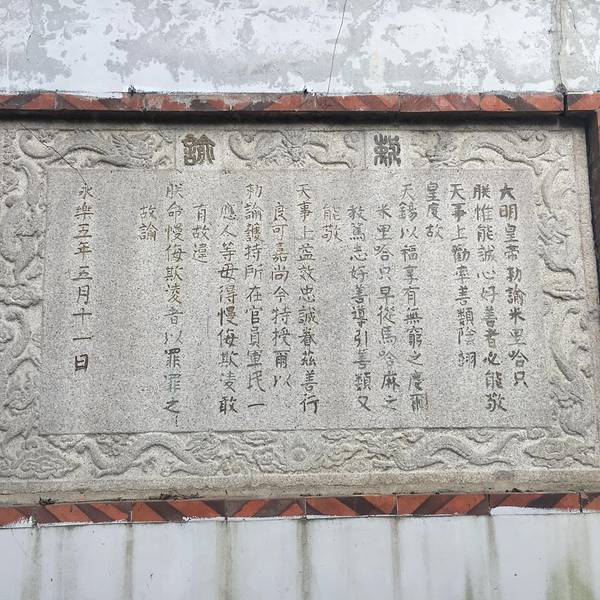 敕諭
大明皇帝勅諭米里哈只
朕惟能誠心好善者必能敬
天事上勸率善類陰翊
皇度故
天錫以福享有無窮之慶爾
米里哈只早從馬哈麻之
教篤志好善導引善類又
能敬
天事上益效忠誠眷茲善行
良可嘉尚今特授爾以
勅諭護持所在官員軍民一
應人等毋得慢侮欺凌敢
有故違
朕命慢侮欺凌者以罪罪之
故諭
永樂五年五月十一日